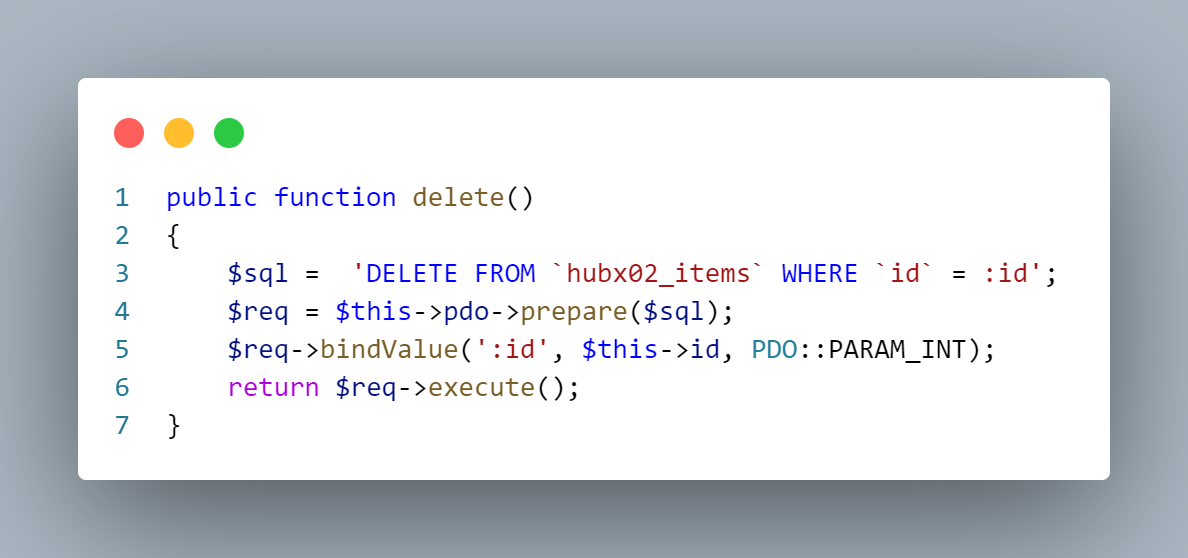 1 public function delete()
2 {
3     $sql =  'DELETE FROM `hubx02_items` WHERE `id` = :id';
4     $req = $this->pdo->prepare($sql);
5     $req->bindValue(':id', $this->id, PDO::PARAM_INT);
6     return $req->execute();
7 }